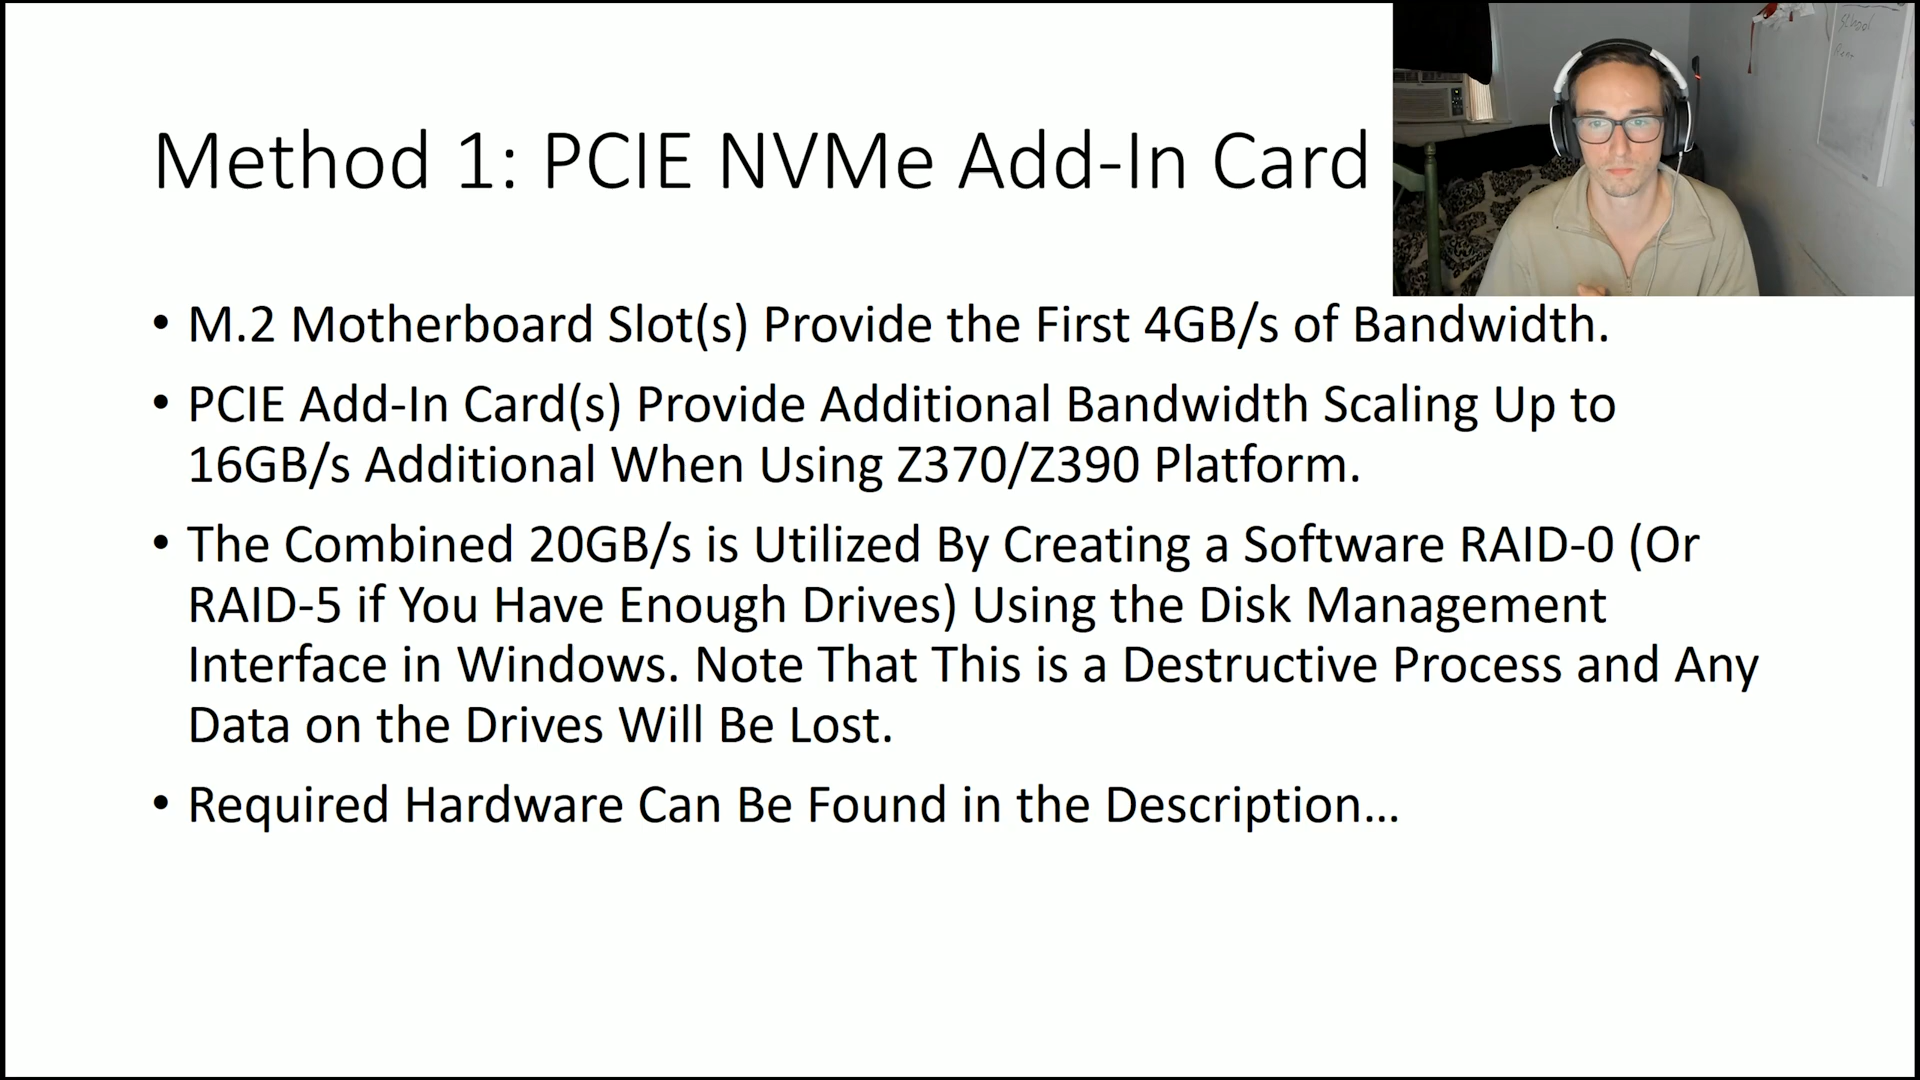 School
Method 1: PCIE NVMe Add-In Card
• M.2 Motherboard Slot(s) Provide the First 4GB/s of Bandwidth.
• PCIE Add-In Card(s) Provide Additional Bandwidth Scaling Up to
16GB/s Additional When Using Z370/Z390 Platform.
• The Combined 20GB/s is Utilized By Creating a Software RAID-0 (Or
RAID-5 if You Have Enough Drives) Using the Disk Management
Interface in Windows. Note That This is a Destructive Process and Any
Data on the Drives Will Be Lost.
• Required Hardware Can Be Found in the Description...